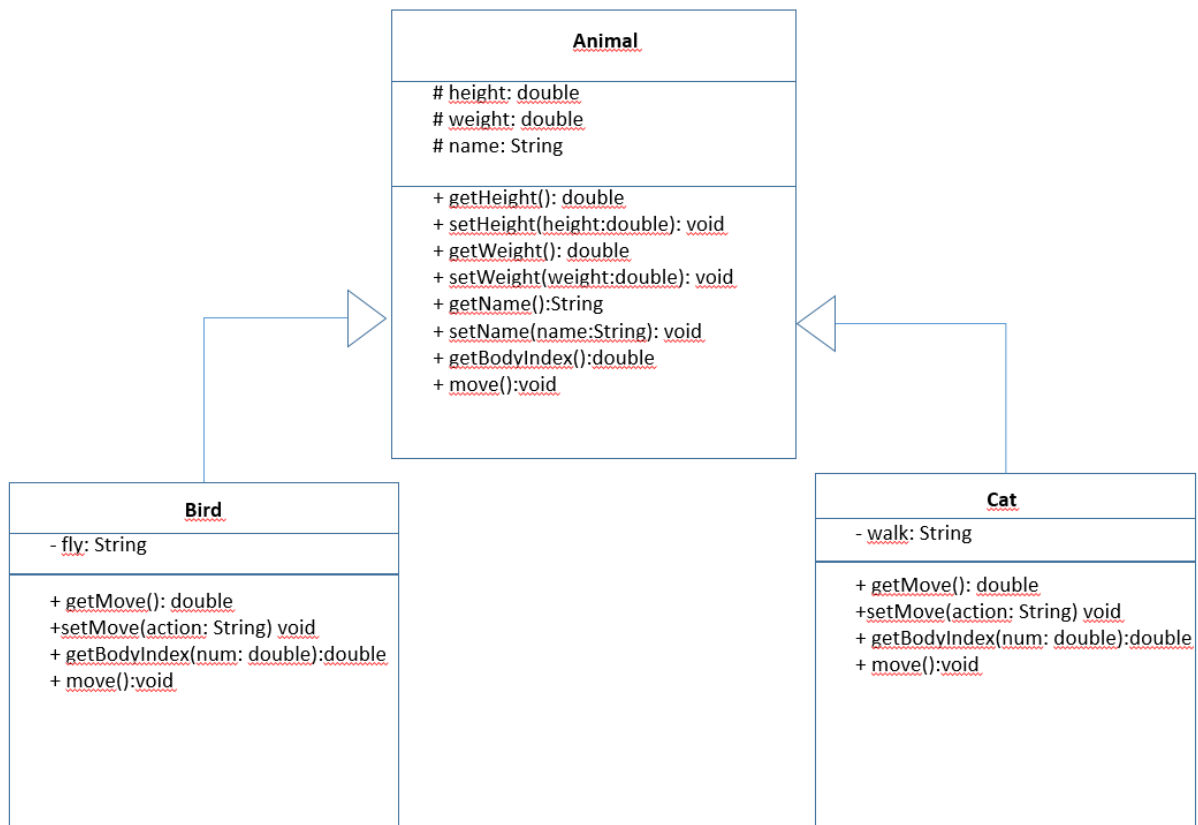 Animal
# height: double
# weight: double
# name: String
+ getHeight(): double
+ setHeight(height:double): void
+ getWeight(): double
+ setWeight(weight:double): void
+ getName():String
+ setName(name:String): void
+ getBodyIndex():double
+ move():void
Bird
- fly: String
+ getMove(): double
+setMove(action: String) void
+ getBodyIndex(num: double):double
+ move():void
Cat
- walk: String
+ getMove(): double
+setMove(action: String) void
+ getBodyIndex(num: double):double
+ move():void